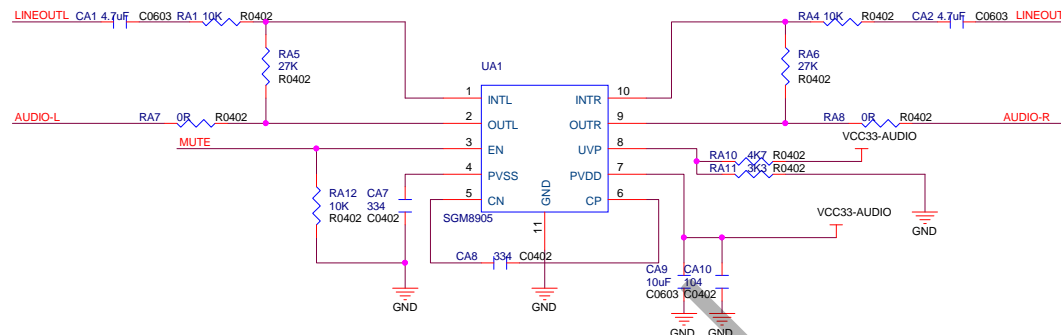 LINEOUTL CA1 4.7uF C0603 RA1 10K R0402 RA4 10K R0402 CA2 4.7uF C0603 LINEOUT
RA5 RA6
27K 27K
R0402 R0402
UA1
1 INTL INTR 10
AUDIO-L RA7 0R R0402 2 OUTL OUTR 9 RA8 0R R0402 AUDIO-R
MUTE 3 EN UVP 8 VCC33-AUDIO
RA10 4K7 R0402
4 PVSS PVDD 7 RA11 3K3 R0402
RA12 CA7
10K 334
R0402 C0402
5 CN GND CP 6
SGM8905 11 VCC33-AUDIO
GND
CA8 334 C0402
CA9 CA10
10uF 104
C0603 C0402
GND GND
GND GND